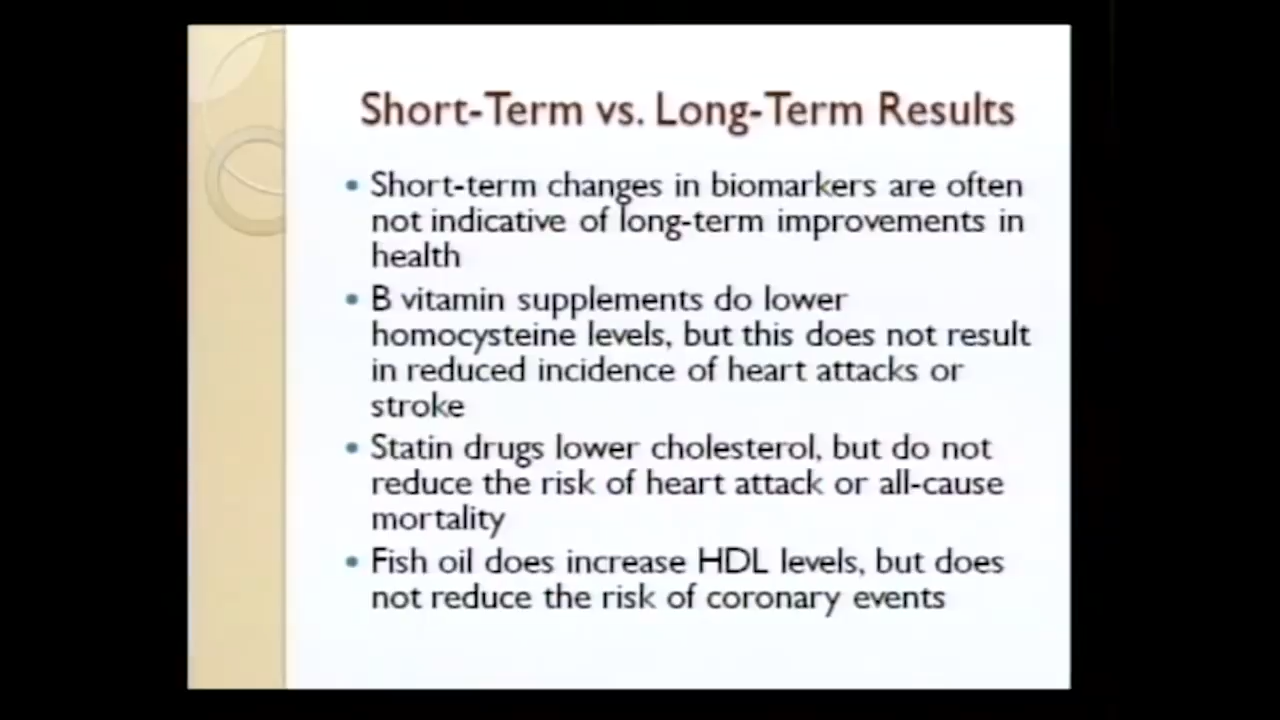 Short-Term vs. Long-Term Results
• Short-term changes in biomarkers are often
not indicative of long-term improvements in
health
• B vitamin supplements do lower
homocysteine levels, but this does not result
in reduced incidence of heart attacks or
stroke
• Statin drugs lower cholesterol, but do not
reduce the risk of heart attack or all-cause
mortality
• Fish oil does increase HDL levels, but does
not reduce the risk of coronary events